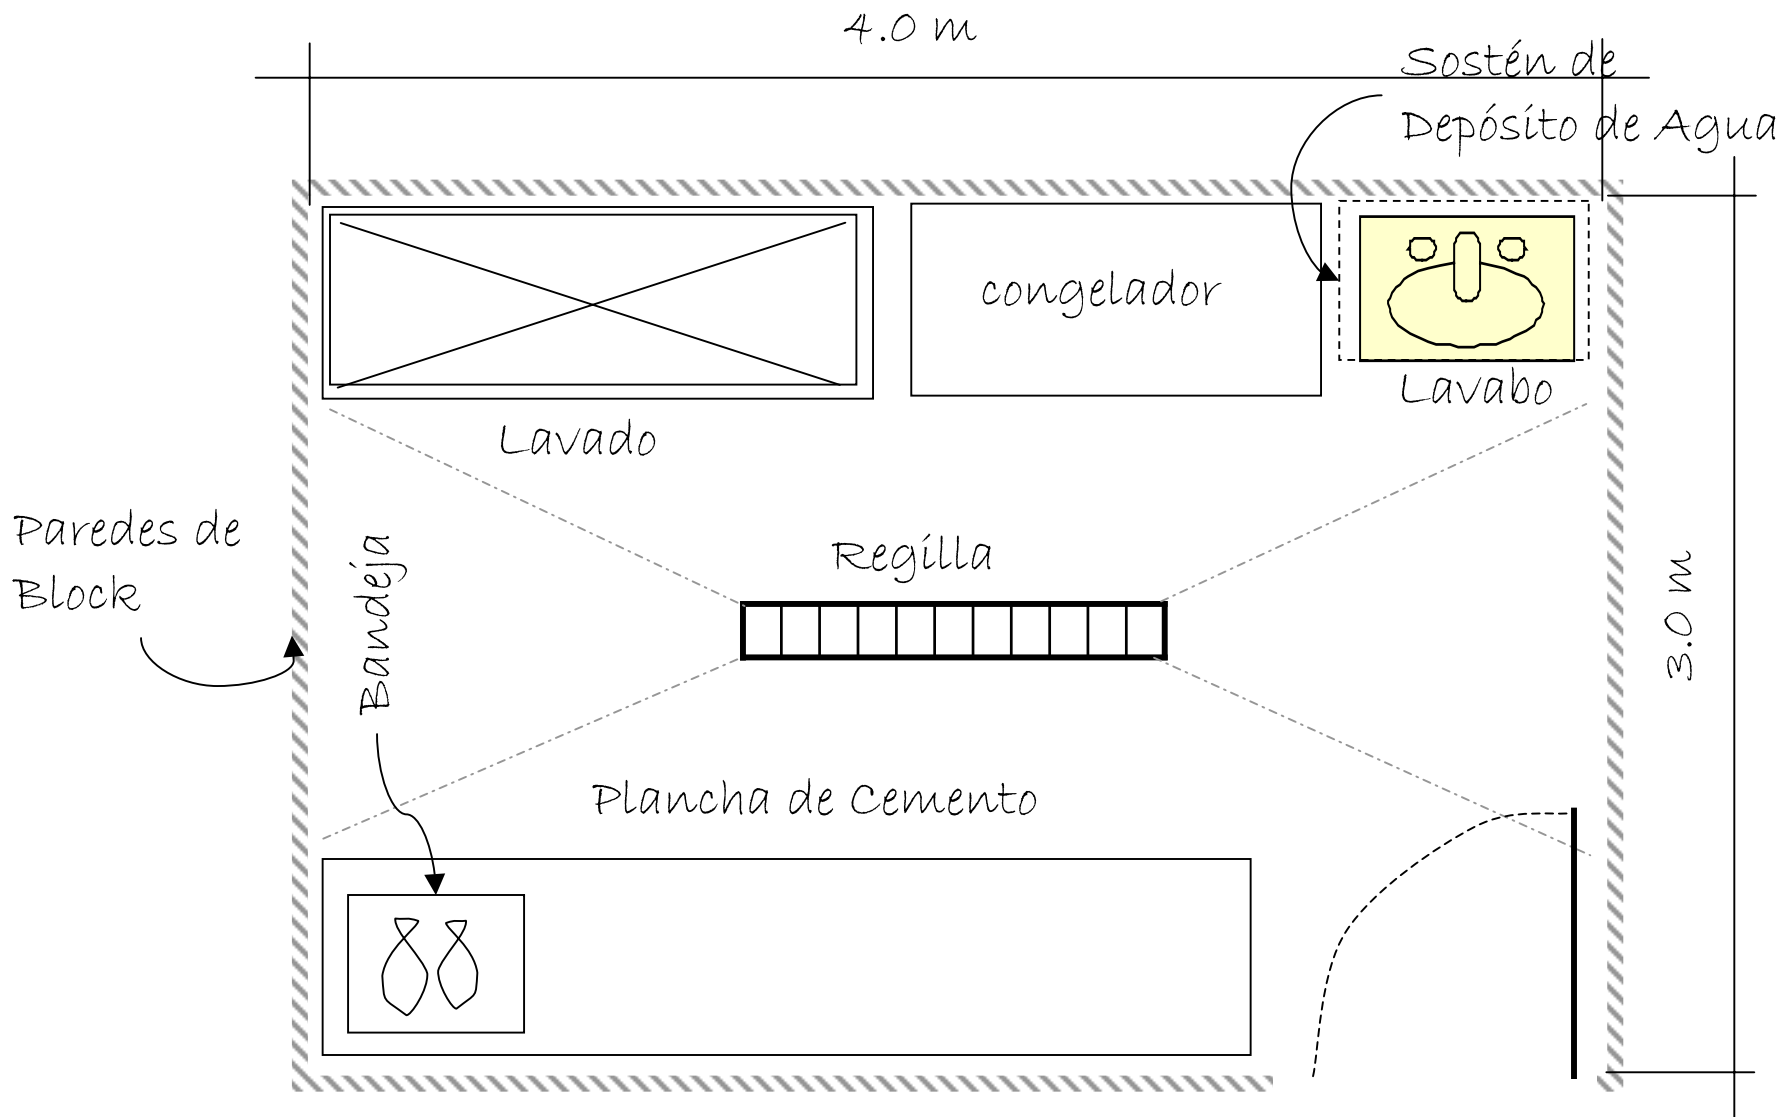 4.0 m
Sostén de
Depósito de Agua
congelador
Lavabo
Lavado
Paredes de
Block
Bandeja
Regilla
3.0 m
Plancha de Cemento